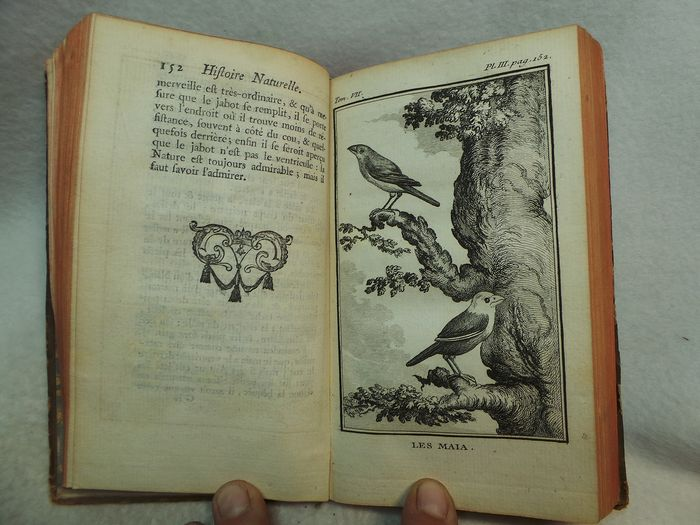 152 Hiſtoire Naturelle.
merveille eſt très-ordinaire, & qu'à me-
ſure que le jabot ſe remplit, il ſe porte
vers l'endroit où il trouve moins de ré-
ſiſtance, ſouvent à côté du cou, & quel-
quefois derrière; enfin il ſe ſeroit aperçu
que le jabot n'eſt pas le ventricule: la
Nature eſt toujours admirable; mais il
faut ſavoir l'admirer.
Tom. VII. Pl. III. pag. 152.
LES MAIA.